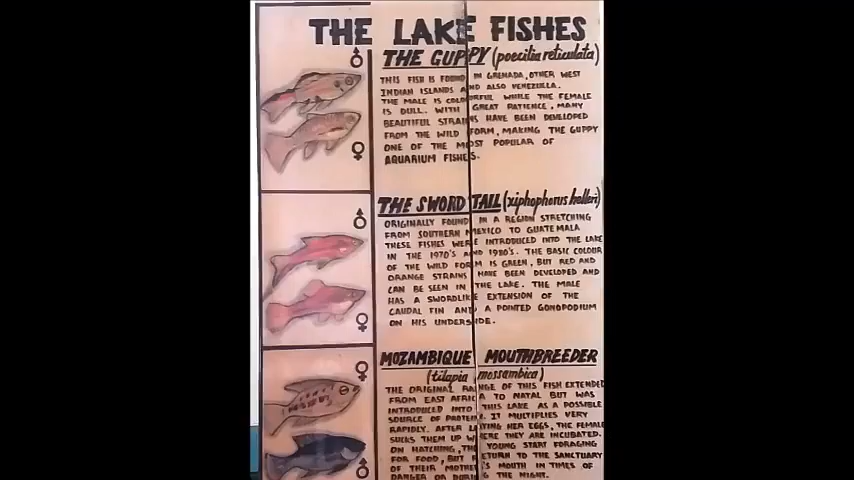 THE LAKE FISHES
THE GUPPY (poecilia reticulata)
THIS FISH IS FOUND IN GRENADA, OTHER WEST
INDIAN ISLANDS AND ALSO VENEZULLA.
THE MALE IS COLORFUL WHILE THE FEMALE
IS DULL. WITH GREAT PATIENCE, MANY
BEAUTIFUL STRAINS HAVE BEEN DEVELOPED
FROM THE WILD FORM, MAKING THE GUPPY
ONE OF THE MOST POPULAR OF
AQUARIUM FISHES.
THE SWORD TAIL (xiphophorus helleri)
ORIGINALLY FOUND IN A REGION STRETCHING
FROM SOUTHERN MEXICO TO GUATEMALA
THESE FISHES WERE INTRODUCED INTO THE LAKE
IN THE 1970'S AND 1980'S. THE BASIC COLOUR
OF THE WILD FORM IS GREEN, BUT RED AND
ORANGE STRAINS HAVE BEEN DEVELOPED AND
CAN BE SEEN IN THE LAKE. THE MALE
HAS A SWORDLIKE EXTENSION OF THE
CAUDAL FIN AND A POINTED GONOPODIUM
ON HIS UNDERSIDE.
MOZAMBIQUE MOUTHBREEDER
(tilapia mossambica)
THE ORIGINAL RANGE OF THIS FISH EXTENDED
FROM EAST AFRICA TO NATAL BUT WAS
INTRODUCED INTO THIS LAKE AS A POSSIBLE
SOURCE OF PROTEIN. IT MULTIPLIES VERY
RAPIDLY. AFTER LAYING HER EGGS, THE FEMALE
SUCKS THEM UP WHERE THEY ARE INCUBATED.
ON HATCHING, THE YOUNG START FORAGING
FOR FOOD, BUT RETURN TO THE SANCTUARY
OF THEIR MOTHER'S MOUTH IN TIMES OF
DANGER OR DURING THE NIGHT.